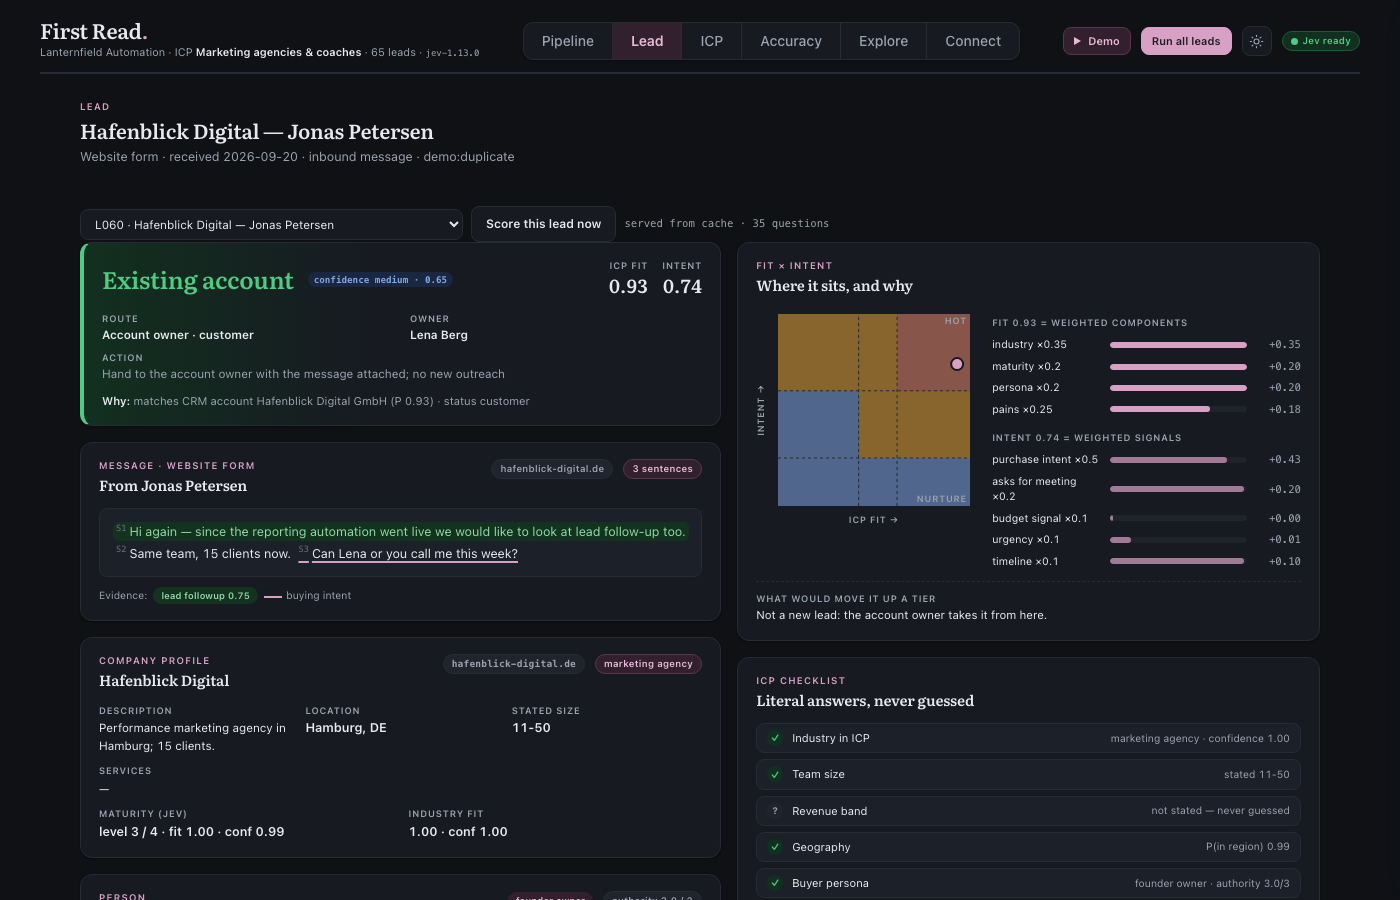 First Read.
Lanternfield Automation · ICP Marketing agencies & coaches · 65 leads · jev-1.13.0
Pipeline
Lead
ICP
Accuracy
Explore
Connect
Demo
Run all leads
Jev ready
LEAD
Hafenblick Digital — Jonas Petersen
Website form · received 2026-09-20 · inbound message · demo:duplicate
L060 · Hafenblick Digital — Jonas Petersen
Score this lead now
served from cache · 35 questions
Existing account
confidence medium · 0.65
ICP FIT
0.93
INTENT
0.74
ROUTE
Account owner · customer
OWNER
Lena Berg
ACTION
Hand to the account owner with the message attached; no new outreach
Why: matches CRM account Hafenblick Digital GmbH (P 0.93) · status customer
MESSAGE · WEBSITE FORM
From Jonas Petersen
hafenblick-digital.de
3 sentences
S1 Hi again — since the reporting automation went live we would like to look at lead follow-up too.
S2 Same team, 15 clients now. S3 Can Lena or you call me this week?
Evidence: lead followup 0.75 buying intent
COMPANY PROFILE
Hafenblick Digital
hafenblick-digital.de
marketing agency
DESCRIPTION
Performance marketing agency in
Hamburg; 15 clients.
LOCATION
Hamburg, DE
STATED SIZE
11-50
SERVICES
—
MATURITY (JEV)
level 3 / 4 · fit 1.00 · conf 0.99
INDUSTRY FIT
1.00 · conf 1.00
PERSON
founder owner
authority 3.0/3
FIT × INTENT
Where it sits, and why
HOT
NURTURE
INTENT →
ICP FIT →
FIT 0.93 = WEIGHTED COMPONENTS
industry ×0.35 +0.35
maturity ×0.2 +0.20
persona ×0.2 +0.20
pains ×0.25 +0.18
INTENT 0.74 = WEIGHTED SIGNALS
purchase intent ×0.5 +0.43
asks for meeting
×0.2 +0.20
budget signal ×0.1 +0.00
urgency ×0.1 +0.01
timeline ×0.1 +0.10
WHAT WOULD MOVE IT UP A TIER
Not a new lead: the account owner takes it from here.
ICP CHECKLIST
Literal answers, never guessed
Industry in ICP marketing agency · confidence 1.00
Team size stated 11-50
? Revenue band not stated — never guessed
Geography P(in region) 0.99
Buyer persona founder owner · authority 3.0/3